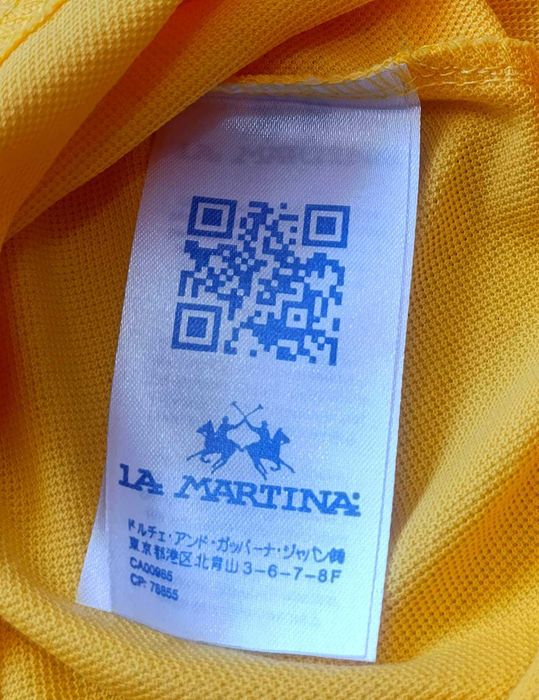 LA MARTINA
ドルチェ・アンド・ガッバーナ・ジャパン㈱
東京都港区北青山3-6-7-8F
CA00965
CP: 78855